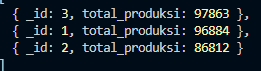 { _id: 3, total_produksi: 97863 },
{ _id: 1, total_produksi: 96884 },
{ _id: 2, total_produksi: 86812 }
]